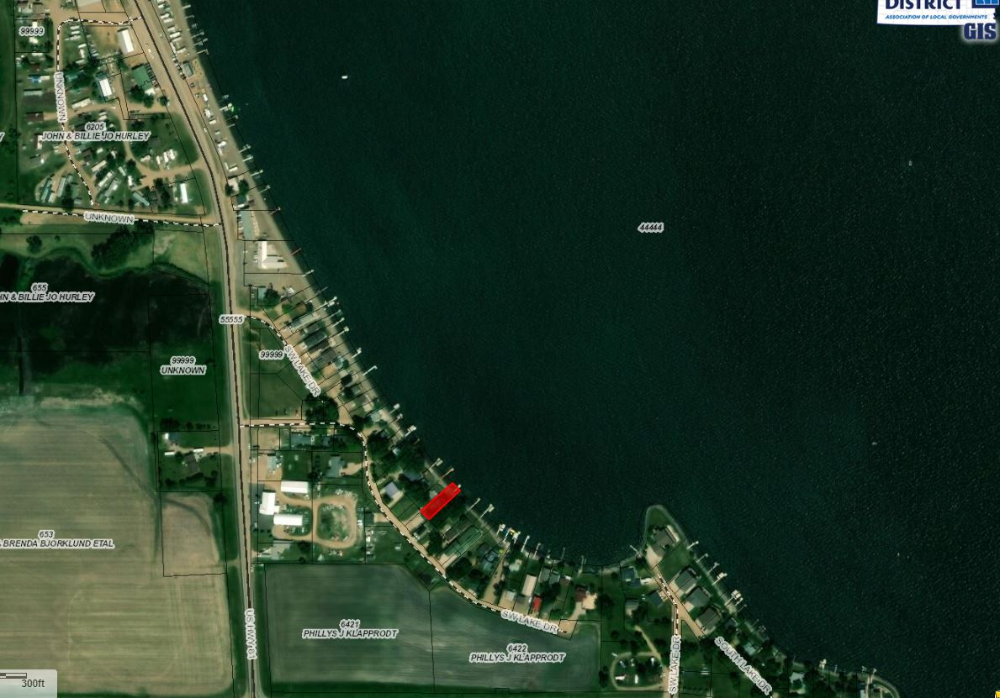 DISTRICT
ASSOCIATION OF LOCAL GOVERNMENTS
GIS
99999
UNKNOWN
6205
JOHN & BILLIE JO HURLEY
UNKNOWN
44444
655
HN & BILLIE JO HURLEY
55555
99999
SW LAKE DR
99999
UNKNOWN
653
& BRENDA BJORKLUND ETAL
US HWY 81
6421
PHILLYS J KLAPPRODT
SW LAKE DR
6422
PHILLYS J KLAPPRODT
SW LAKE DR
SOUTH LAKE DR
300ft